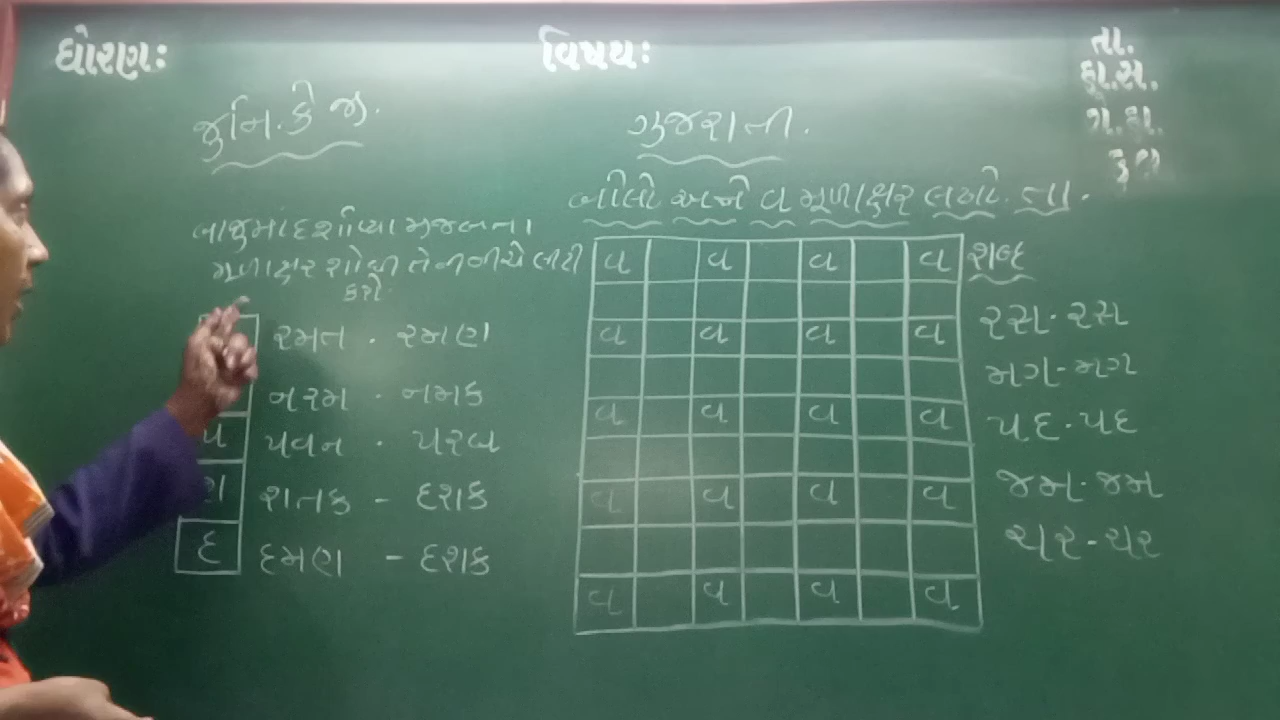 ધોરણઃ વિષયઃ તા.
હા.સ.
ગે.હા.
કુલ
જુનિ. કે જી. ગુજરાતી.
બોલો અને વ મૂળાક્ષર લખો. તા.
બાજુમાં દર્શાવ્યા મુજબના
મૂળાક્ષર શોધી તેની નીચે લીટી
કરો.
રમત . રમણ
નરમ . નમક
પ પવન . પરબ
શ શતક - દશક
દ દમણ - દશક
વ વ વ વ
વ વ વ વ
વ વ વ વ
વ વ વ વ
વ વ વ વ
શબ્દ
રસ - રસ
મગ - મગ
પદ - પદ
જમ - જમ
ચર - ચર